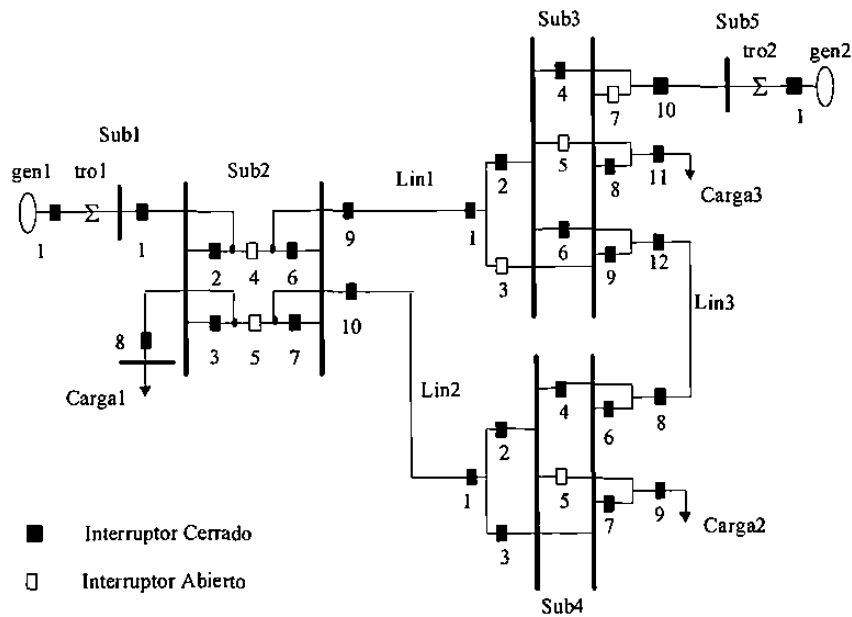 Sub3
Sub5
tro2
gen2
Σ
4
7
10
1
Sub1
gen1
tro1
Sub2
Lin1
2
5
8
11
Carga3
Σ
1
1
2
4
6
9
1
6
3
9
12
Lin3
8
3
5
7
10
Carga1
Lin2
4
6
8
2
1
5
7
9
Carga2
3
Interruptor Cerrado
Interruptor Abierto
Sub4